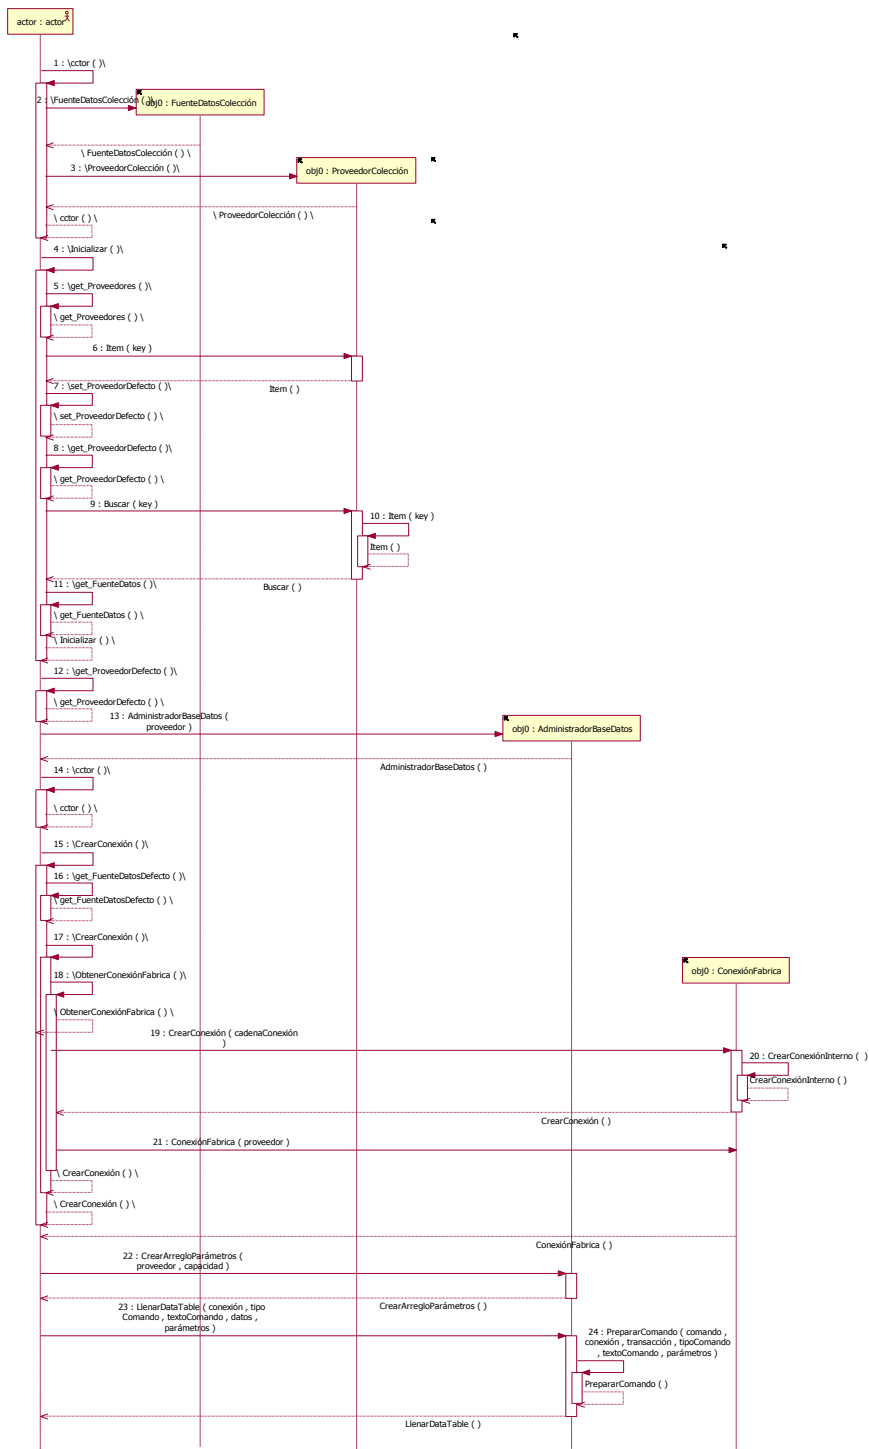 actor : actor
1 : \cctor ( )\
2 : \FuenteDatosColección ( )\
obj0 : FuenteDatosColección
\ FuenteDatosColección ( ) \
3 : \ProveedorColección ( )\
obj0 : ProveedorColección
\ ProveedorColección ( ) \
\ cctor ( ) \
4 : \Inicializar ( )\
5 : \get_Proveedores ( )\
\ get_Proveedores ( ) \
6 : Item ( key )
7 : \set_ProveedorDefecto ( )\
Item ( )
\ set_ProveedorDefecto ( ) \
8 : \get_ProveedorDefecto ( )\
\ get_ProveedorDefecto ( ) \
9 : Buscar ( key )
10 : Item ( key )
Item ( )
11 : \get_FuenteDatos ( )\
Buscar ( )
\ get_FuenteDatos ( ) \
\ Inicializar ( ) \
12 : \get_ProveedorDefecto ( )\
\ get_ProveedorDefecto ( ) \
13 : AdministradorBaseDatos (
proveedor )
obj0 : AdministradorBaseDatos
AdministradorBaseDatos ( )
14 : \cctor ( )\
\ cctor ( ) \
15 : \CrearConexión ( )\
16 : \get_FuenteDatosDefecto ( )\
\ get_FuenteDatosDefecto ( ) \
17 : \CrearConexión ( )\
18 : \ObtenerConexiónFabrica ( )\
obj0 : ConexiónFabrica
\ ObtenerConexiónFabrica ( ) \
19 : CrearConexión ( cadenaConexión
)
20 : CrearConexiónInterno (  )
CrearConexiónInterno ( )
CrearConexión ( )
21 : ConexiónFabrica ( proveedor )
\ CrearConexión ( ) \
\ CrearConexión ( ) \
ConexiónFabrica ( )
22 : CrearArregloParámetros (
proveedor , capacidad )
CrearArregloParámetros ( )
23 : LlenarDataTable ( conexión , tipo
Comando , textoComando , datos ,
parámetros )
24 : PrepararComando ( comando ,
conexión , transacción , tipoComando
, textoComando , parámetros )
PrepararComando ( )
LlenarDataTable ( )